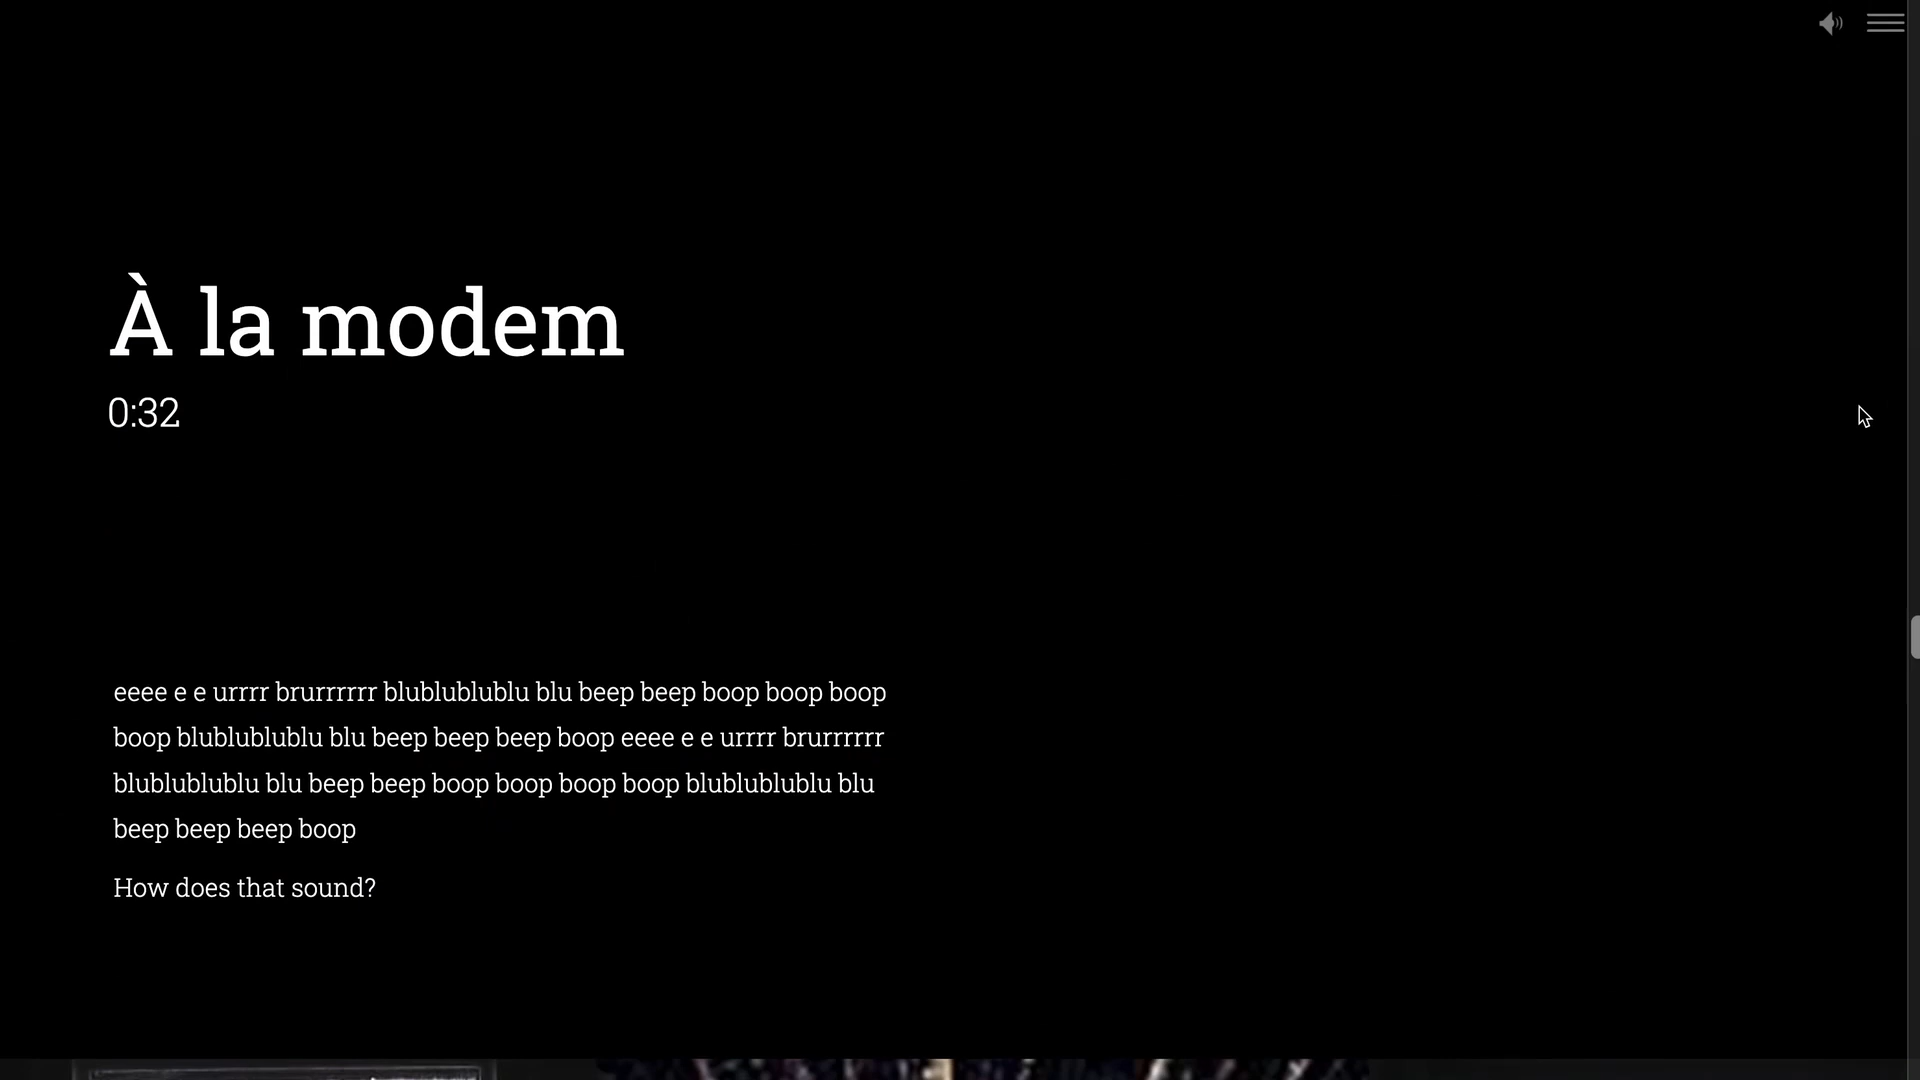 À la modem
0:32
eeee e e urrrr brurrrrrr blublublublu blu beep beep boop boop boop
boop blublublublu blu beep beep beep boop eeee e e urrrr brurrrrrr
blublublublu blu beep beep boop boop boop boop blublublublu blu
beep beep beep boop
How does that sound?